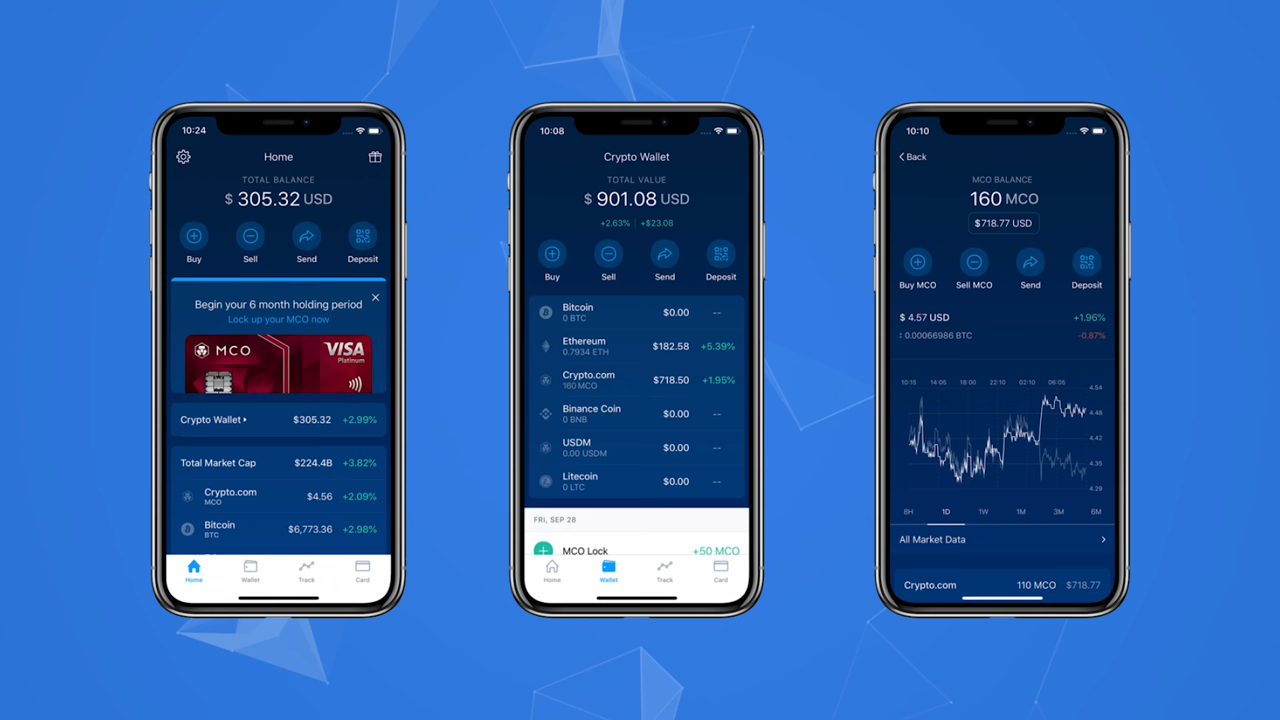 10:24
Home
TOTAL BALANCE
$ 305.32 USD
Buy Sell Send Deposit
Begin your 6 month holding period
Lock up your MCO now
MCO VISA
Platinum
Crypto Wallet $305.32 +2.99%
Total Market Cap $224.4B +3.82%
Crypto.com $4.56 +2.09%
MCO
Bitcoin $6,773.36 +2.98%
BTC
Home Wallet Track Card
10:08
Crypto Wallet
TOTAL VALUE
$ 901.08 USD
+2.63% +$23.08
Buy Sell Send Deposit
Bitcoin $0.00 --
0 BTC
Ethereum $182.58 +5.39%
0.7934 ETH
Crypto.com $718.50 +1.95%
160 MCO
Binance Coin $0.00 --
0 BNB
USDM $0.00 --
0.00 USDM
Litecoin $0.00 --
0 LTC
FRI, SEP 28
MCO Lock +50 MCO
Home Wallet Track Card
10:10
Back
MCO BALANCE
160 MCO
$718.77 USD
Buy MCO Sell MCO Send Deposit
$ 4.57 USD +1.96%
0.00066986 BTC -0.87%
10:15 14:05 18:00 22:10 02:10 06:05
4.54
4.48
4.42
4.35
4.29
8H 1D 1W 1M 3M 6M
All Market Data
Crypto.com 110 MCO $718.77